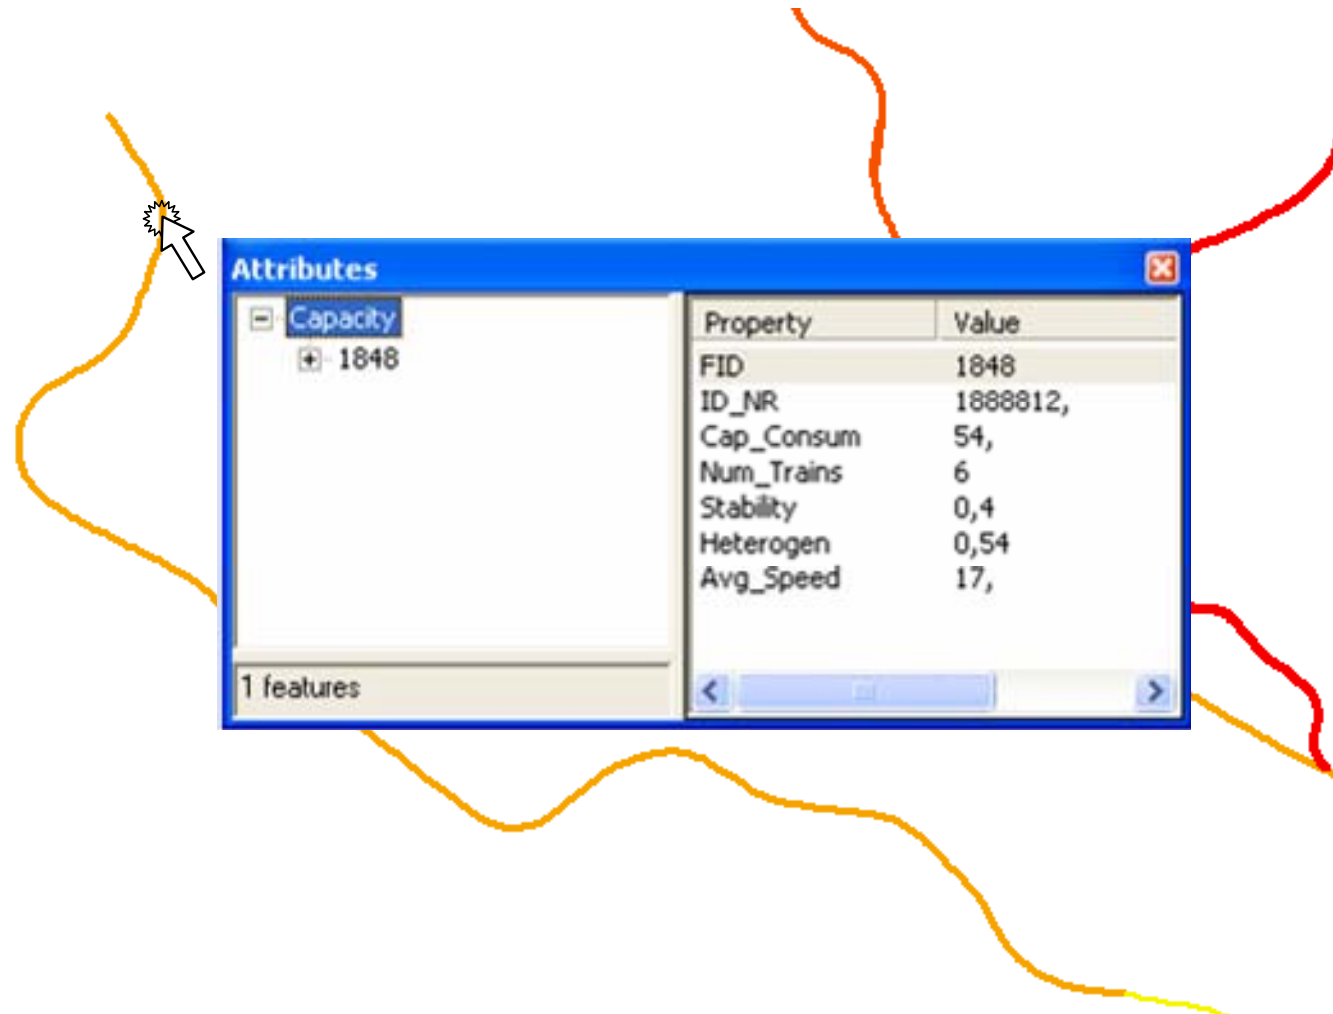 Attributes
Capacity
1848
1 features
Property Value
FID 1848
ID_NR 1888812,
Cap_Consum 54,
Num_Trains 6
Stability 0,4
Heterogen 0,54
Avg_Speed 17,